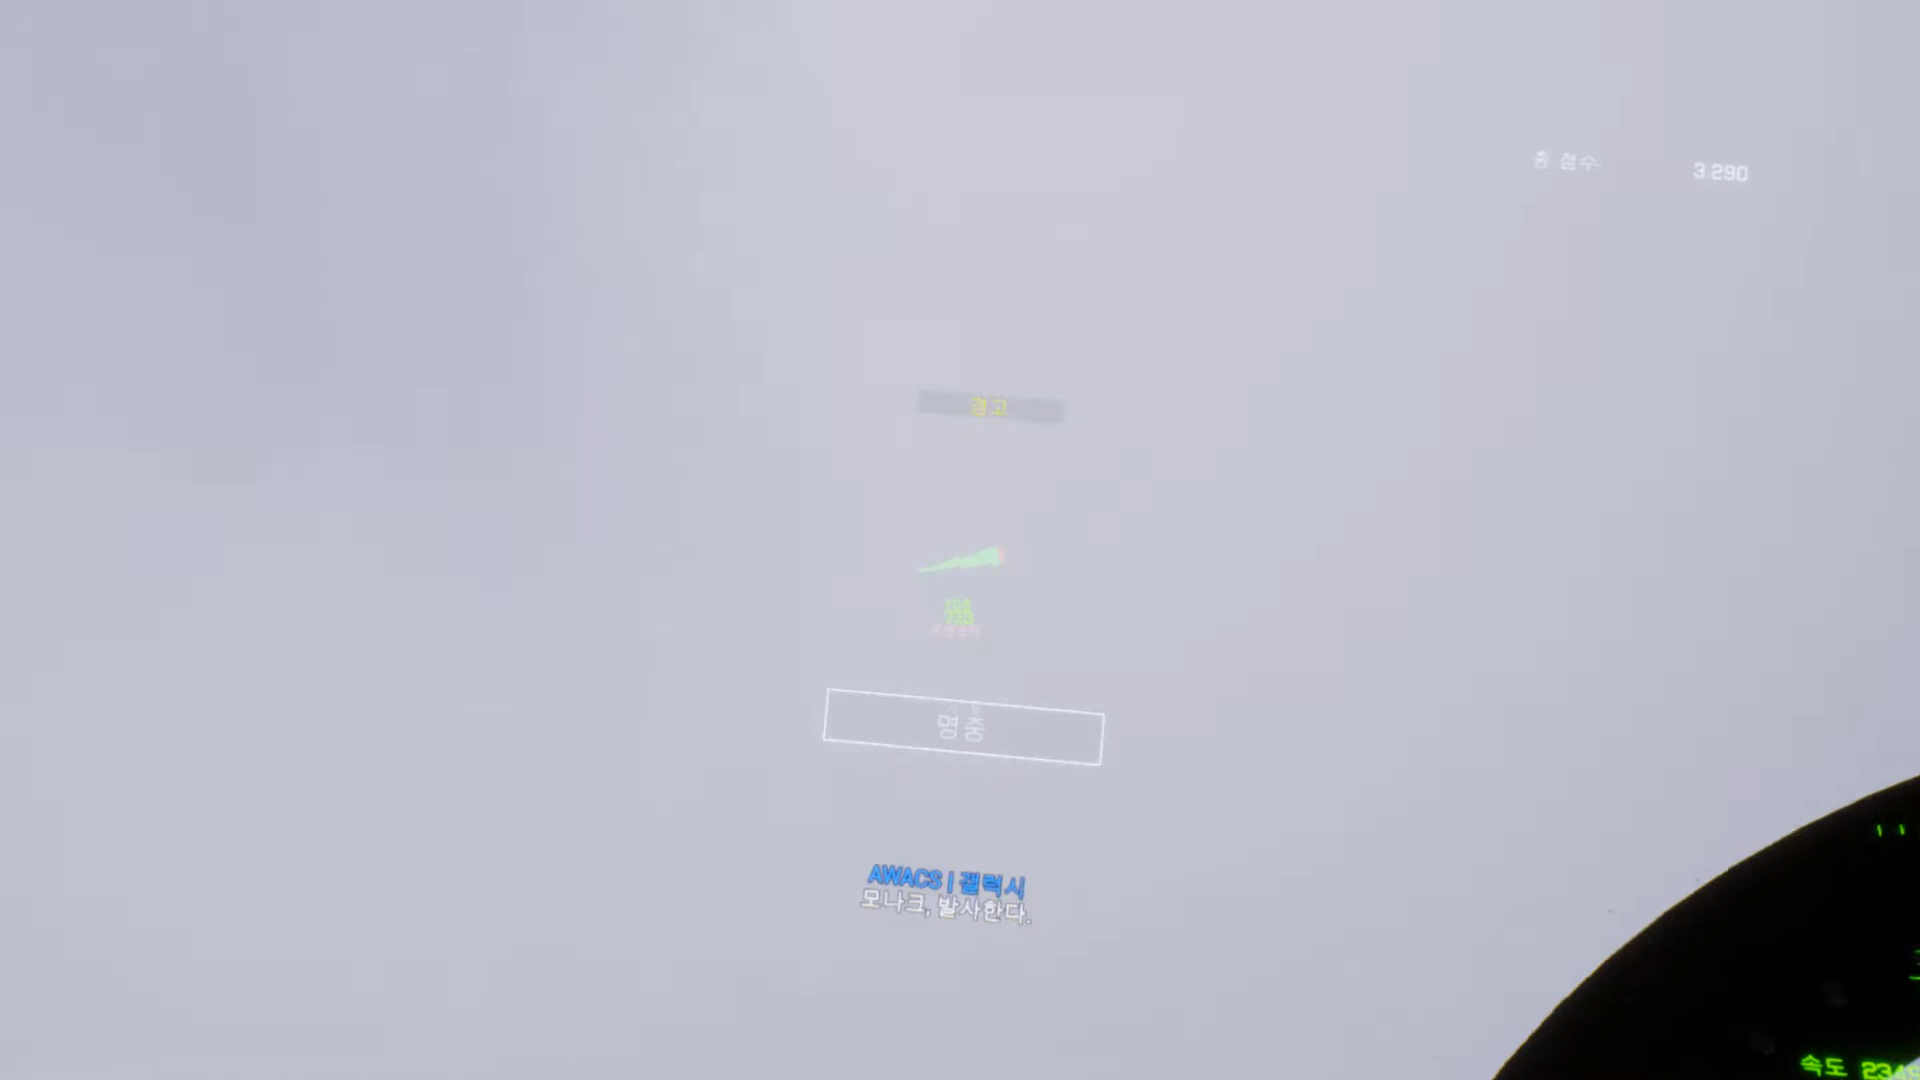 총 점수: 3.290
경고
명중
AWACS | 갤럭시
모나크, 발사한다.
속도